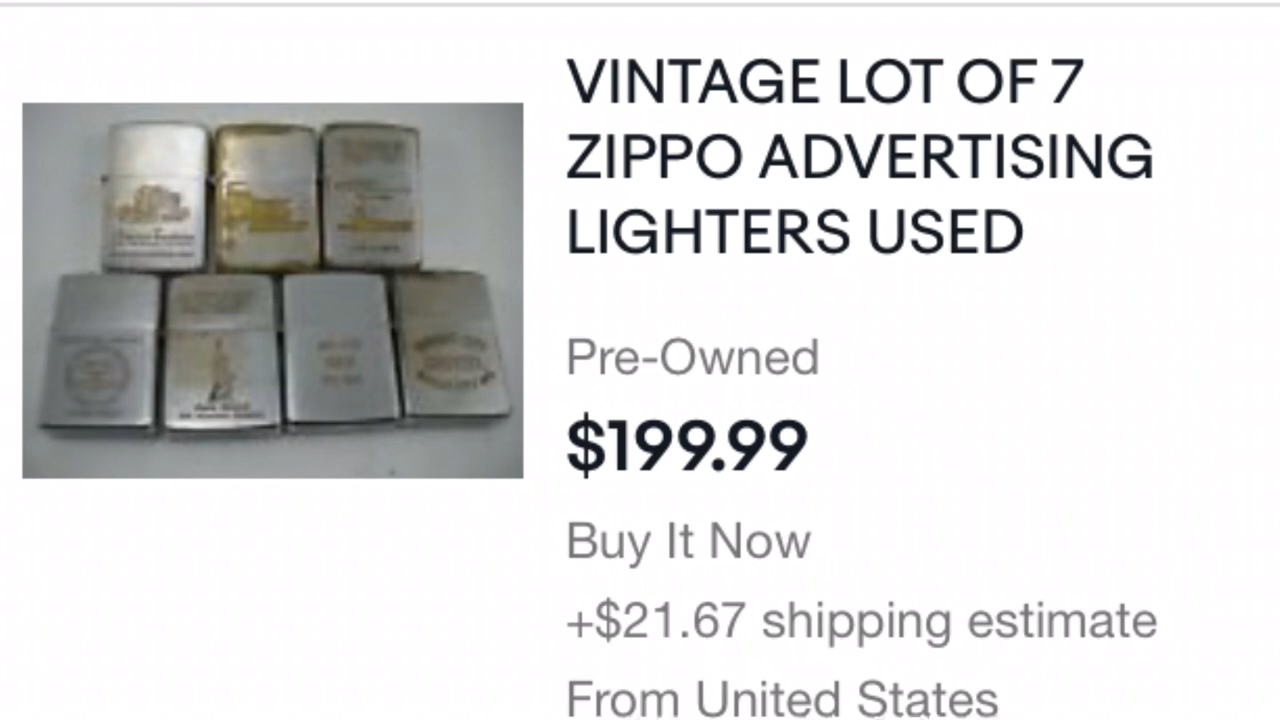 VINTAGE LOT OF 7
ZIPPO ADVERTISING
LIGHTERS USED
Pre-Owned
$199.99
Buy It Now
+$21.67 shipping estimate
From United States